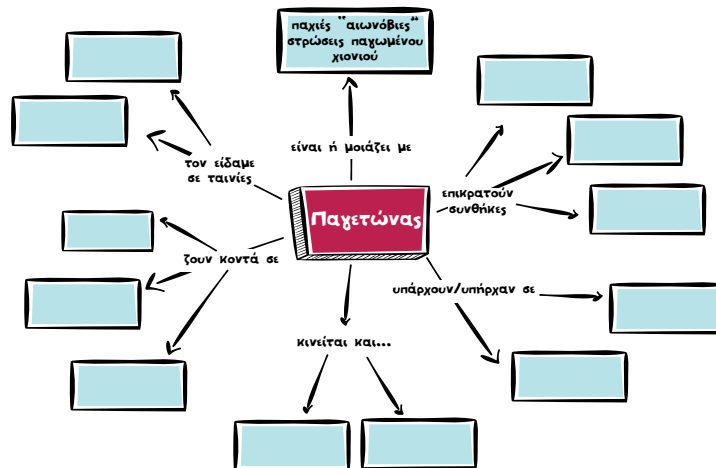 παχιές "αιωνόβιες"
στρώσεις παγωμένου
χιονιού
είναι ή μοιάζει με
τον είδαμε
σε ταινίες
επικρατούν
συνθήκες
Παγετώνας
ζουν κοντά σε
υπάρχουν/υπήρχαν σε
κινείται και...